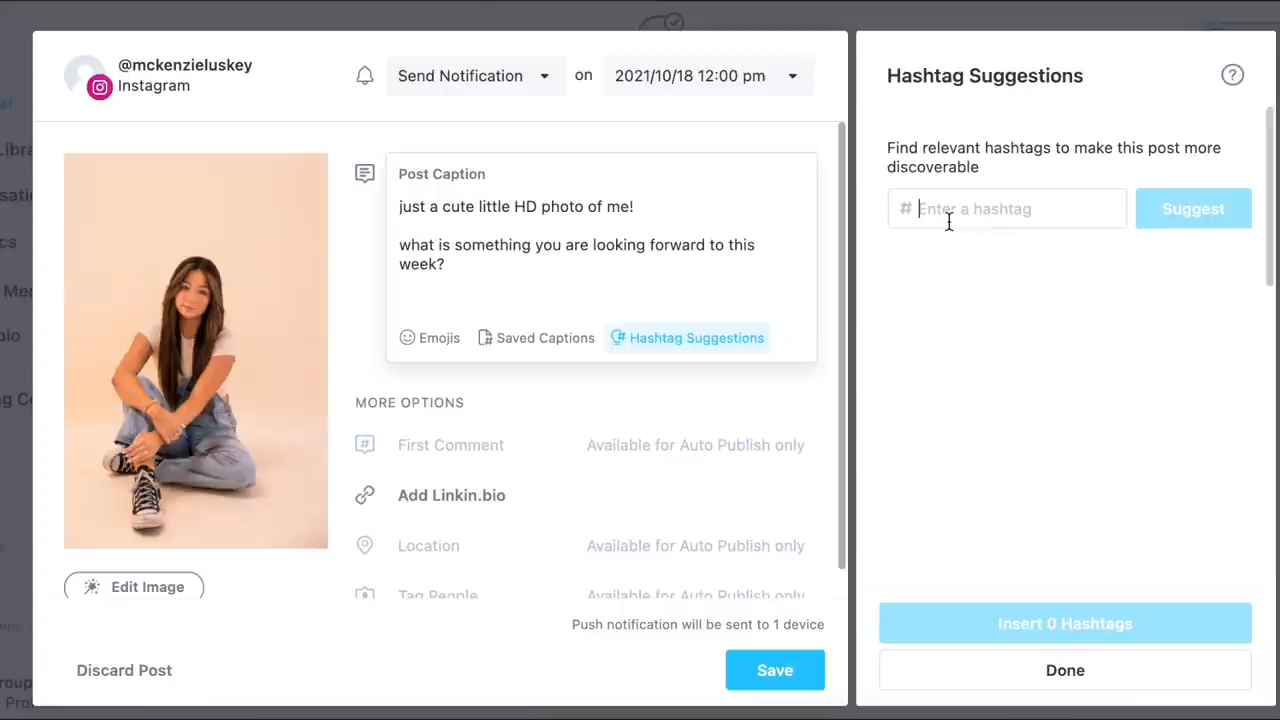 @mckenzieluskey
Instagram
Send Notification
on
2021/10/18 12:00 pm
Post Caption
just a cute little HD photo of me!
what is something you are looking forward to this
week?
Emojis
Saved Captions
# Hashtag Suggestions
MORE OPTIONS
# First Comment
Available for Auto Publish only
Add Linkin.bio
Location
Available for Auto Publish only
Tag People
Available for Auto Publish only
Edit Image
Push notification will be sent to 1 device
Discard Post
Save
Hashtag Suggestions
?
Find relevant hashtags to make this post more
discoverable
# Enter a hashtag
Suggest
Insert 0 Hashtags
Done